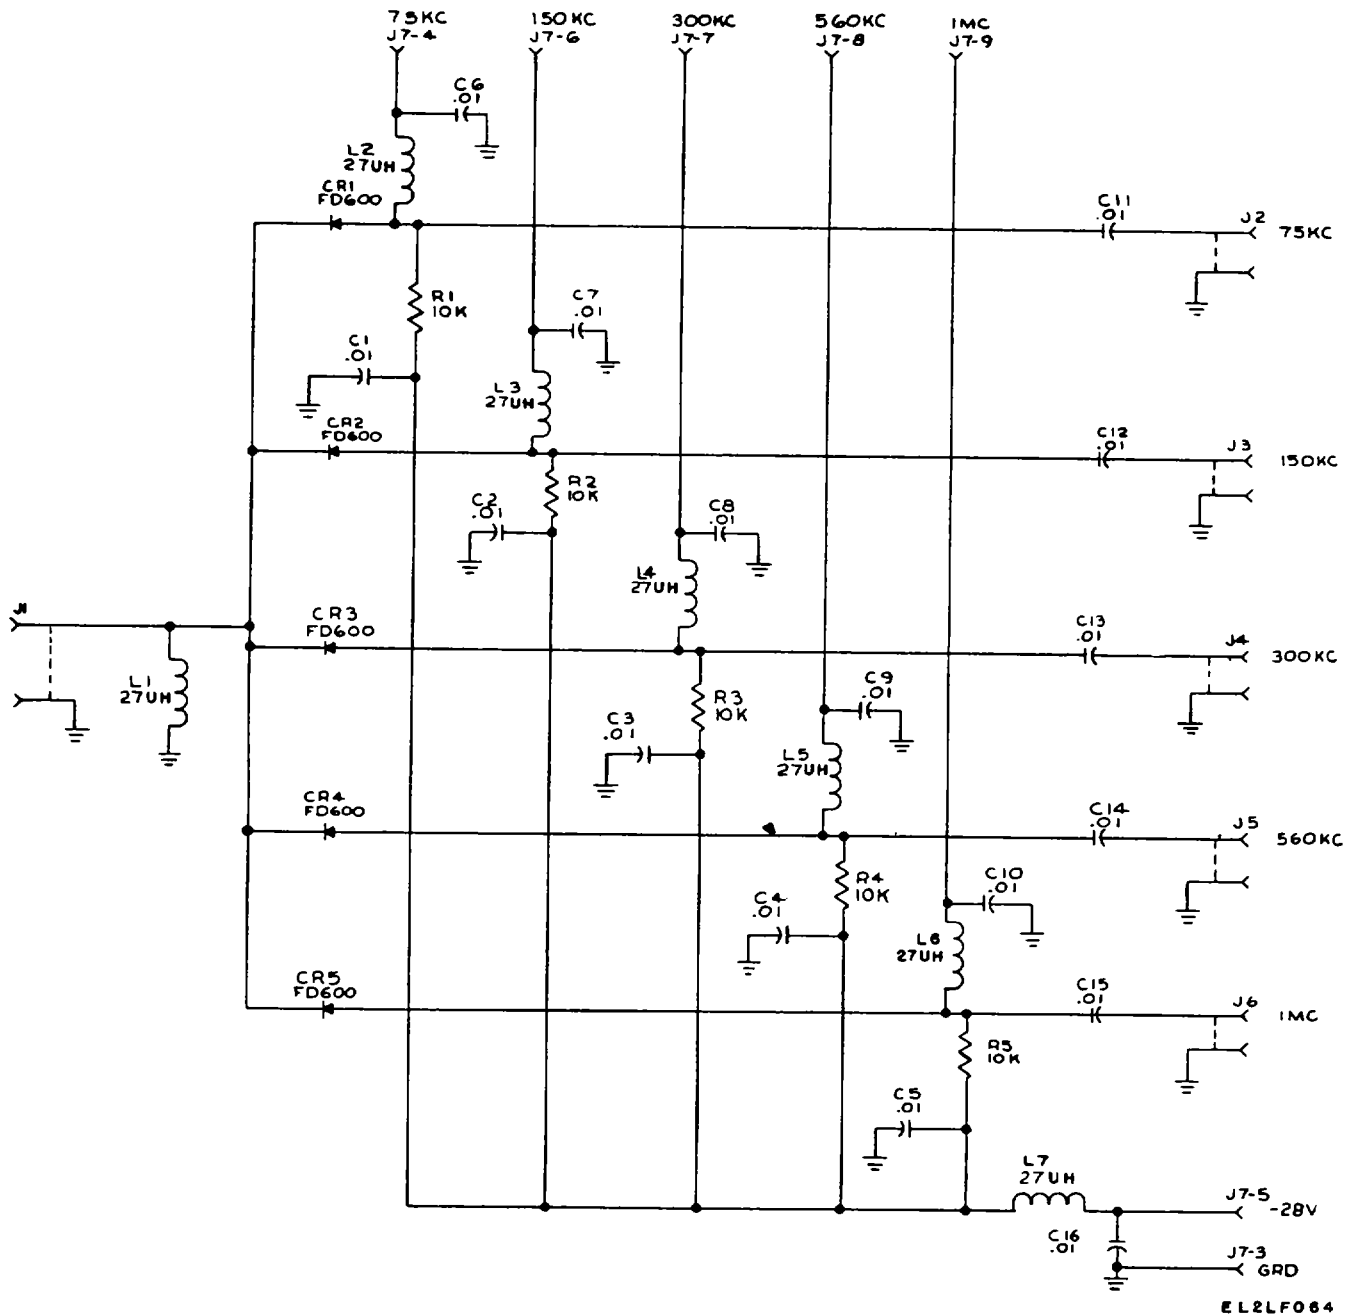 75KC
J7-4
150KC
J7-6
300KC
J7-7
560KC
J7-8
1MC
J7-9
C6
.01
L2
27UH
CR1
FD600
C11
.01
J2
75KC
R1
10K
C7
.01
C1
.01
L3
27UH
CR2
FD600
C12
.01
J3
150KC
R2
10K
C2
.01
C8
.01
L4
27UH
J1
CR3
FD600
C13
.01
J4
300KC
L1
27UH
R3
10K
C9
.01
C3
.01
L5
27UH
CR4
FD600
C14
.01
J5
560KC
R4
10K
C10
.01
C4
.01
L6
27UH
CR5
FD600
C15
.01
J6
1MC
R5
10K
C5
.01
L7
27UH
J7-5
-28V
C16
.01
J7-3
GRD
EL2LF064